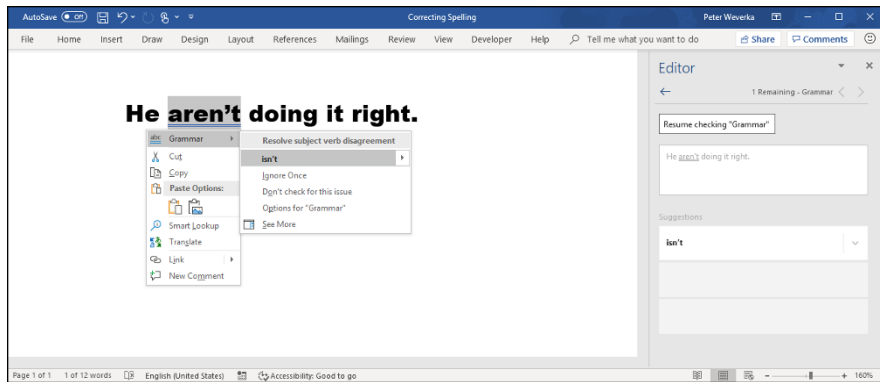 AutoSave Off Correcting Spelling Peter Weverka
File Home Insert Draw Design Layout References Mailings Review View Developer Help Tell me what you want to do Share Comments
He aren't doing it right.
abc Grammar
Cut
Copy
Paste Options:
Smart Lookup
Translate
Link
New Comment
Resolve subject verb disagreement
isn't
Ignore Once
Don't check for this issue
Options for "Grammar"
See More
Editor
1 Remaining - Grammar
Resume checking "Grammar"
He aren't doing it right.
Suggestions
isn't
Page 1 of 1 1 of 12 words English (United States) Accessibility: Good to go 160%